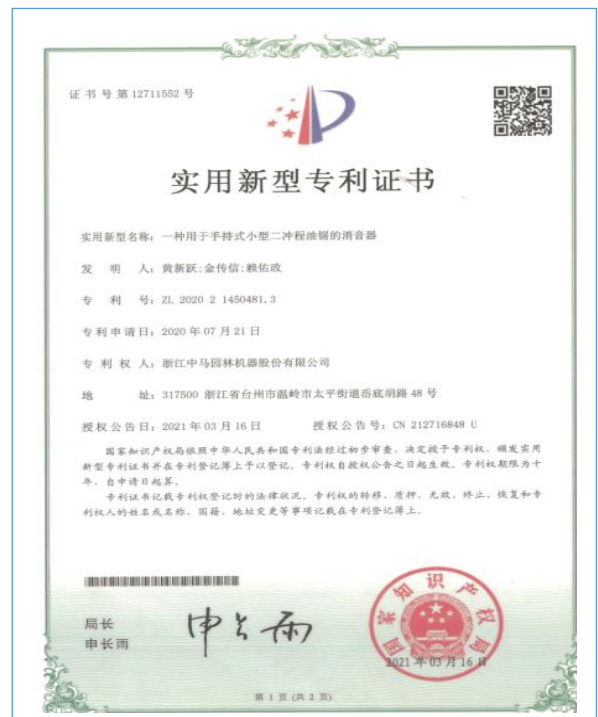 证书号第12711552号
实用新型专利证书
实用新型名称：一种用于手持式小型二冲程油锯的消音器
发明人：黄新跃;金传信;赖佑政
专利号：ZL 2020 2 1450481.3
专利申请日：2020年07月21日
专利权人：浙江中马园林机器股份有限公司
地址：317500 浙江省台州市温岭市太平街道岙底胡路48号
授权公告日：2021年03月16日 授权公告号：CN 212716848 U
国家知识产权局依照中华人民共和国专利法经过初步审查，决定授予专利权，颁发实用
新型专利证书并在专利登记簿上予以登记。专利权自授权公告之日起生效。专利权期限为十
年，自申请日起算。
专利证书记载专利权登记时的法律状况。专利权的转移、质押、无效、终止、恢复和专
利权人的姓名或名称、国籍、地址变更等事项记载在专利登记簿上。
局长
申长雨
申长雨
国家知识产权局
2021年03月16日
第 1 页 (共 2 页)